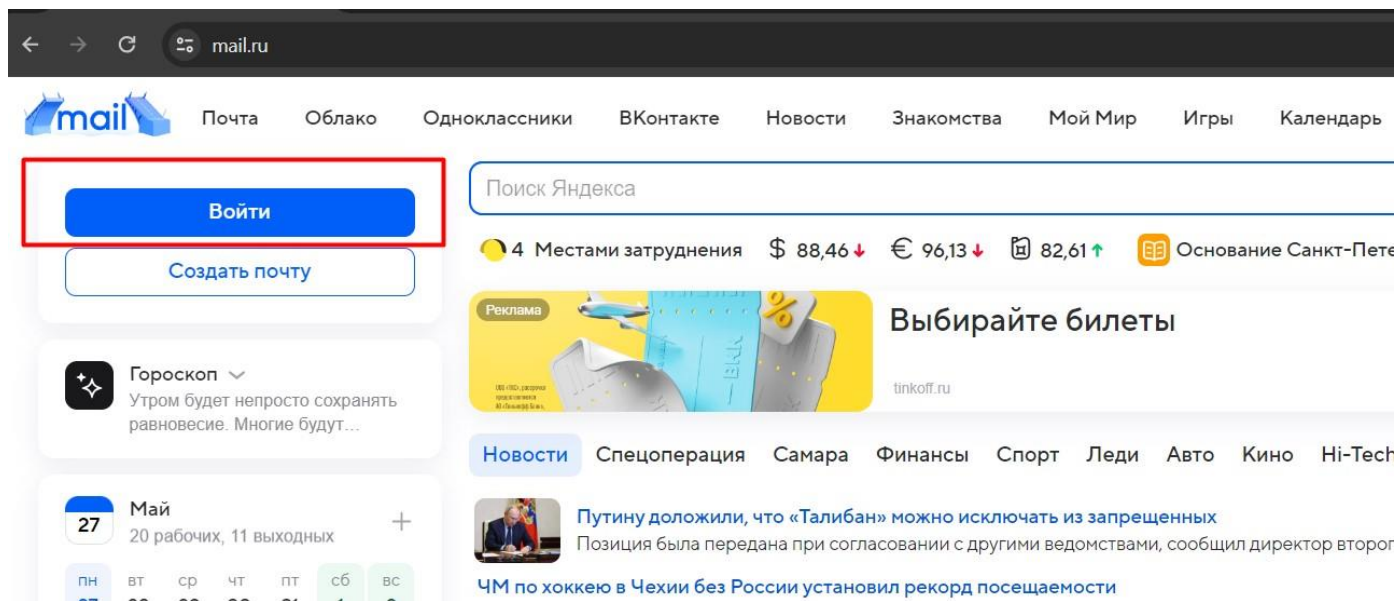 mail.ru
mail
Почта Облако Одноклассники ВКонтакте Новости Знакомства Мой Мир Игры Календарь
Войти
Поиск Яндекса
4 Местами затруднения $ 88,46↓ € 96,13↓ 82,61↑ Основание Санкт-Пете
Создать почту
Реклама
Выбирайте билеты
tinkoff.ru
Гороскоп
Утром будет непросто сохранять
равновесие. Многие будут...
Новости Спецоперация Самара Финансы Спорт Леди Авто Кино Hi-Tech
27
Май
20 рабочих, 11 выходных
Путину доложили, что «Талибан» можно исключать из запрещенных
Позиция была передана при согласовании с другими ведомствами, сообщил директор второг
пн вт ср чт пт сб вс
ЧМ по хоккею в Чехии без России установил рекорд посещаемости